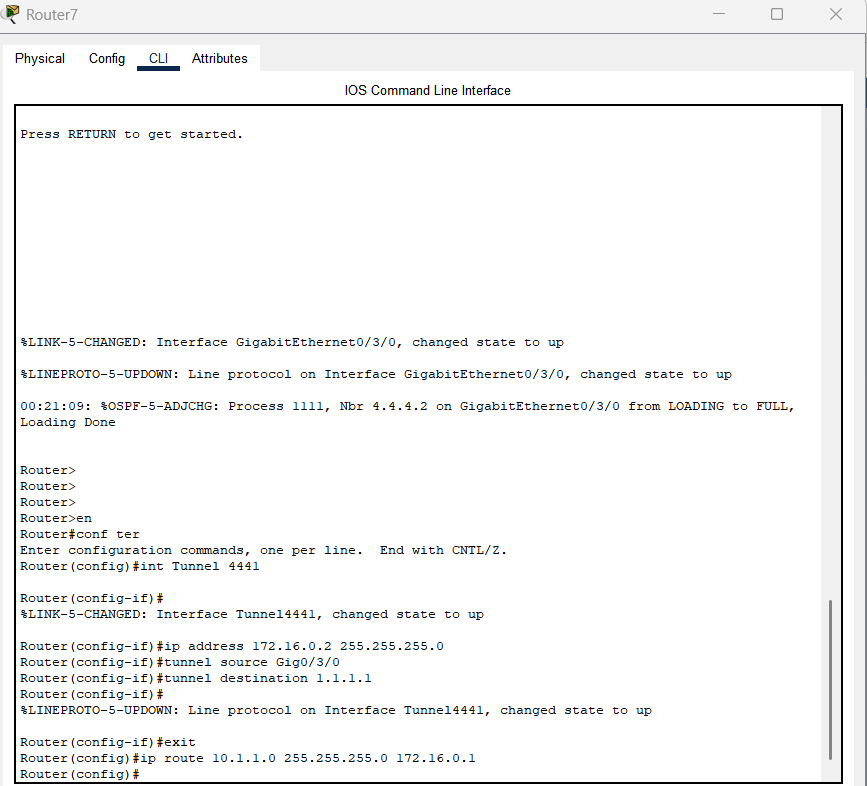 Router7
Physical Config CLI Attributes
IOS Command Line Interface
Press RETURN to get started.
%LINK-5-CHANGED: Interface GigabitEthernet0/3/0, changed state to up
%LINEPROTO-5-UPDOWN: Line protocol on Interface GigabitEthernet0/3/0, changed state to up
00:21:09: %OSPF-5-ADJCHG: Process 1111, Nbr 4.4.4.2 on GigabitEthernet0/3/0 from LOADING to FULL,
Loading Done
Router>
Router>
Router>
Router>en
Router#conf ter
Enter configuration commands, one per line.  End with CNTL/Z.
Router(config)#int Tunnel 4441
Router(config-if)#
%LINK-5-CHANGED: Interface Tunnel4441, changed state to up
Router(config-if)#ip address 172.16.0.2 255.255.255.0
Router(config-if)#tunnel source Gig0/3/0
Router(config-if)#tunnel destination 1.1.1.1
Router(config-if)#
%LINEPROTO-5-UPDOWN: Line protocol on Interface Tunnel4441, changed state to up
Router(config-if)#exit
Router(config)#ip route 10.1.1.0 255.255.255.0 172.16.0.1
Router(config)#